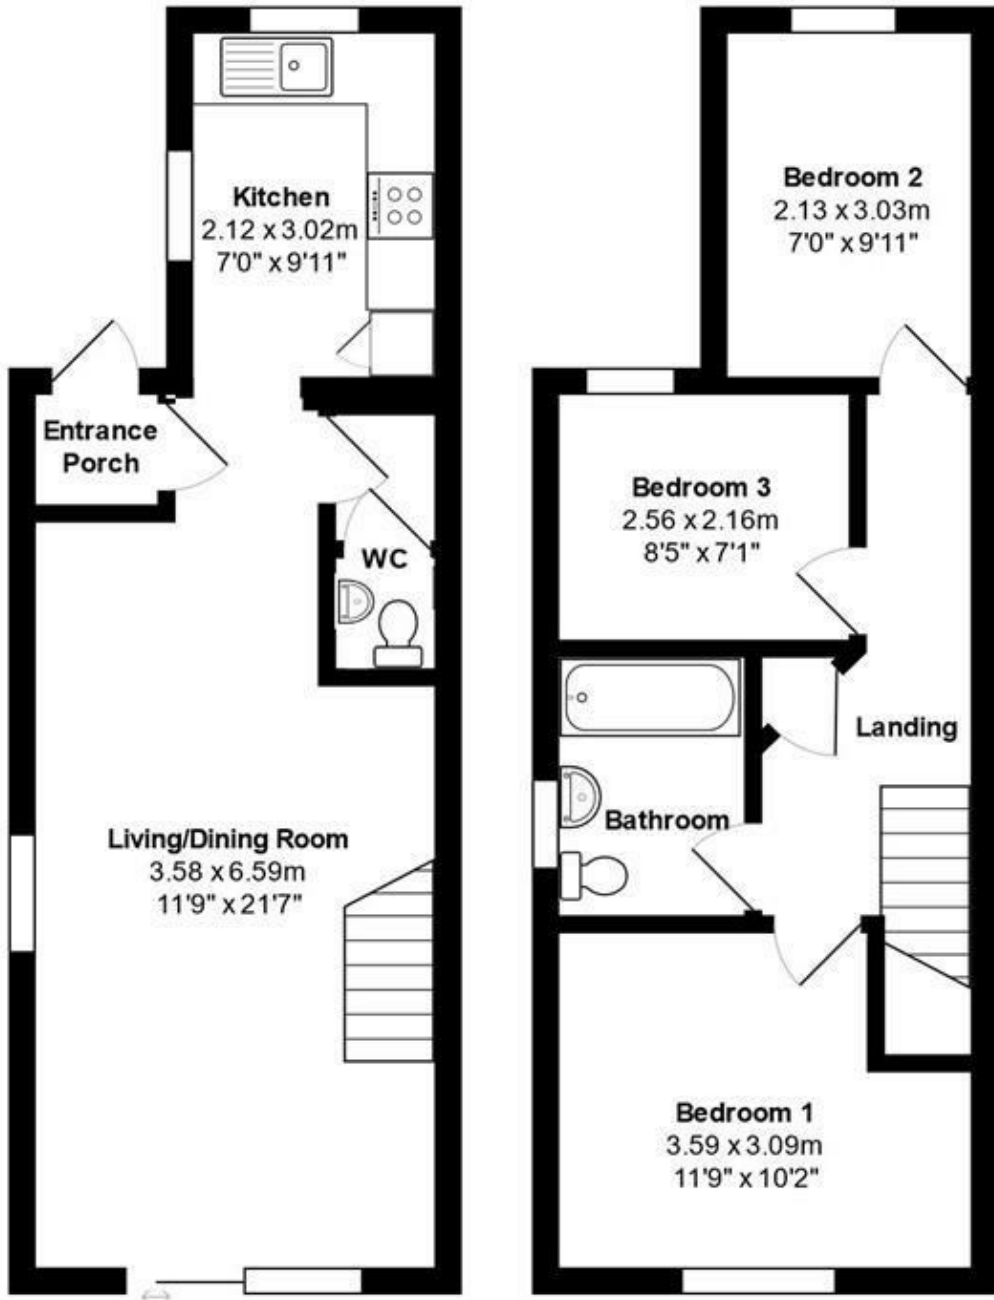 Kitchen
2.12 x 3.02m
7'0" x 9'11"
Entrance
Porch
WC
Living/Dining Room
3.58 x 6.59m
11'9" x 21'7"
Bedroom 2
2.13 x 3.03m
7'0" x 9'11"
Bedroom 3
2.56 x 2.16m
8'5" x 7'1"
Landing
Bathroom
Bedroom 1
3.59 x 3.09m
11'9" x 10'2"